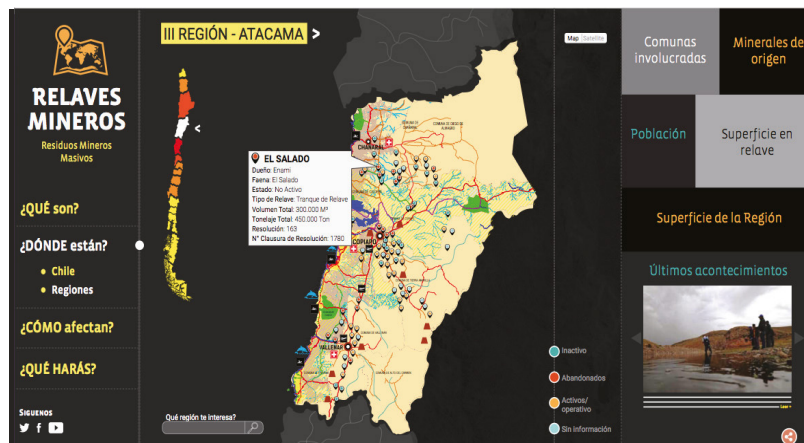 RELAVES
MINEROS
Residuos Mineros
Masivos
¿QUÉ son?
¿DÓNDE están?
• Chile
• Regiones
¿CÓMO afectan?
¿QUÉ HARÁS?
SIGUENOS
III REGIÓN - ATACAMA >
<
Map Satellite
CHAÑARAL
EL SALADO
Dueño: Enami
Faena: El Salado
Estado: No Activo
Tipo de Relave: Tranque de Relave
Volumen Total: 300.000 M³
Tonelaje Total: 450.000 Ton
Resolución: 163
N° Clausura de Resolución: 1780
COPIAPO
VALLENAR
Inactivo
Abandonados
Activos/
operativo
Sin Información
Qué región te interesa?
Comunas
involucradas
Minerales de
origen
Población
Superficie en
relave
Superficie de la Región
Últimos acontecimientos